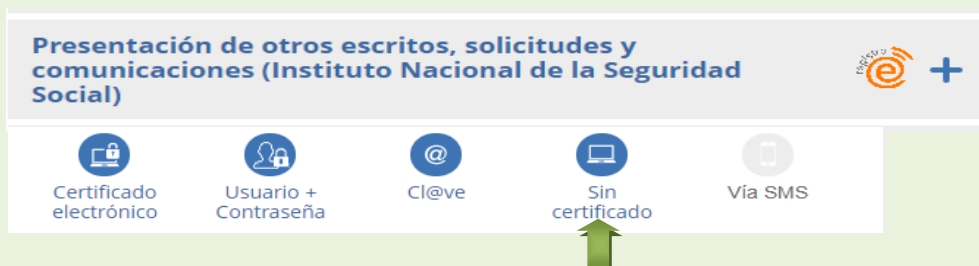 Presentación de otros escritos, solicitudes y
comunicaciones (Instituto Nacional de la Seguridad
Social)
registro
e
+
@
Certificado
electrónico
Usuario +
Contraseña
Cl@ve
Sin
certificado
Vía SMS